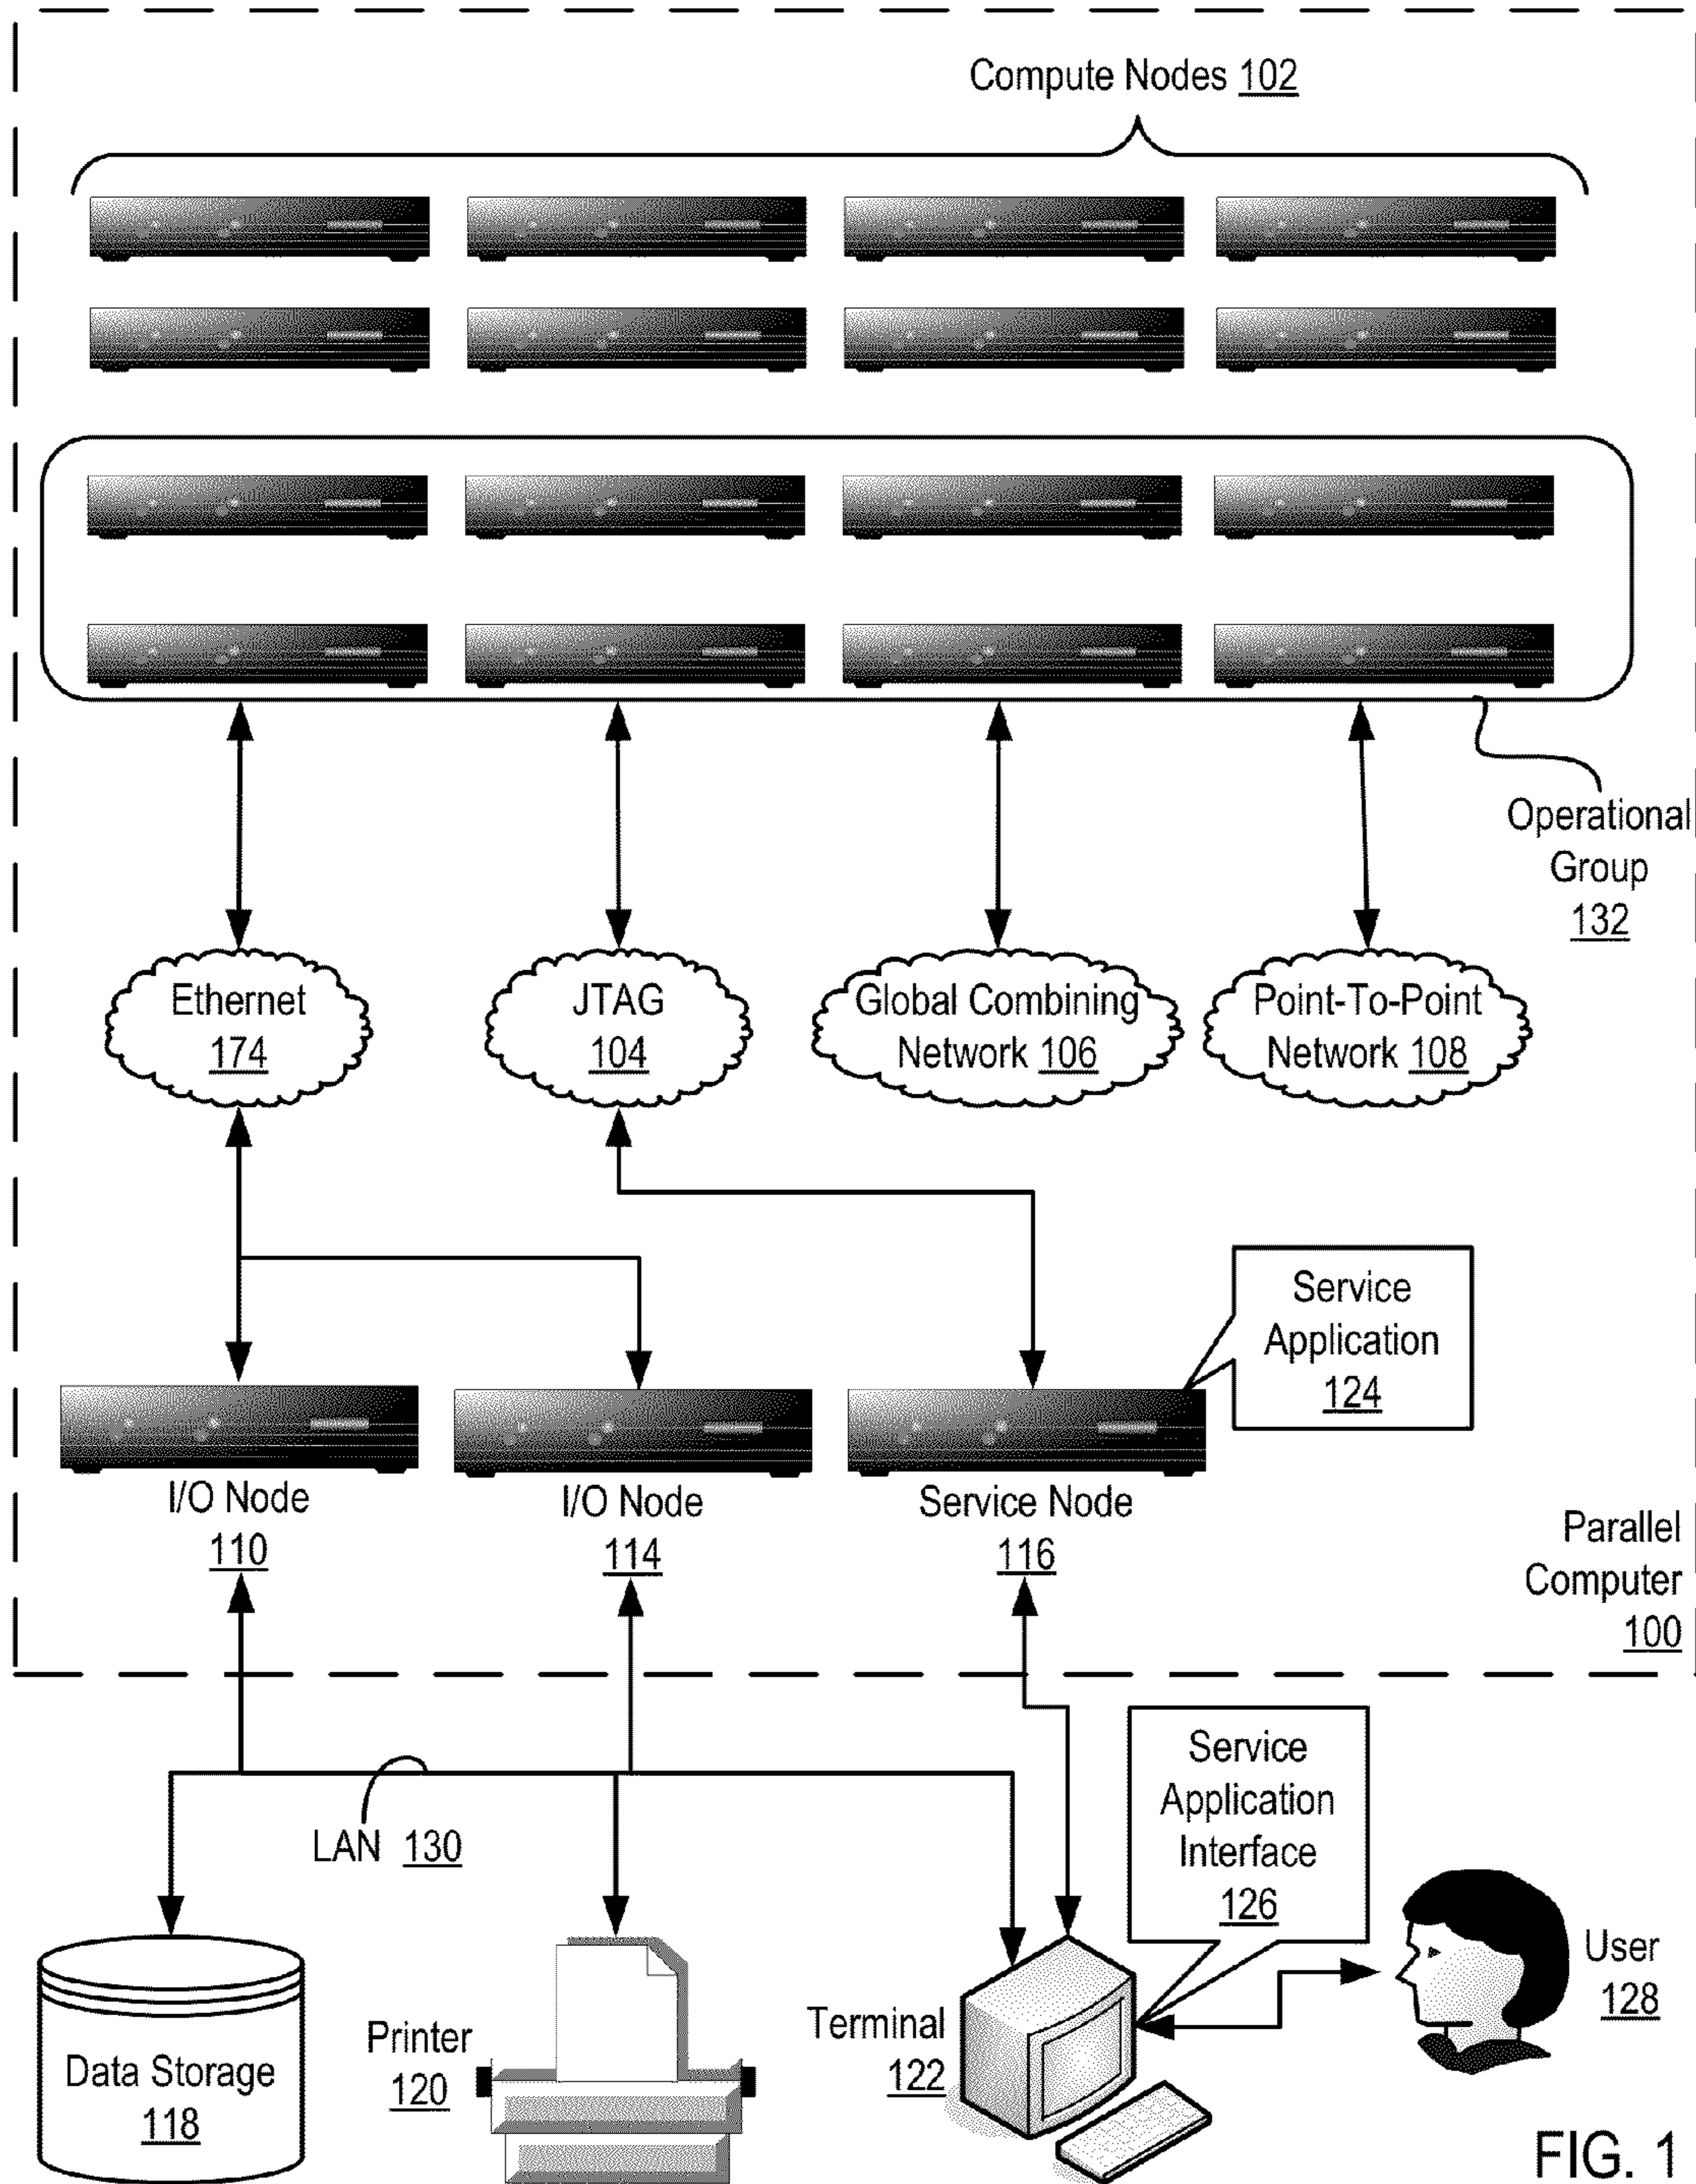 Compute Nodes 102
Operational
Group
132
Ethernet
174
JTAG
104
Global Combining
Network 106
Point-To-Point
Network 108
Service
Application
124
I/O Node
110
I/O Node
114
Service Node
116
Parallel
Computer
100
LAN 130
Service
Application
Interface
126
Data Storage
118
Printer
120
Terminal
122
User
128
FIG. 1